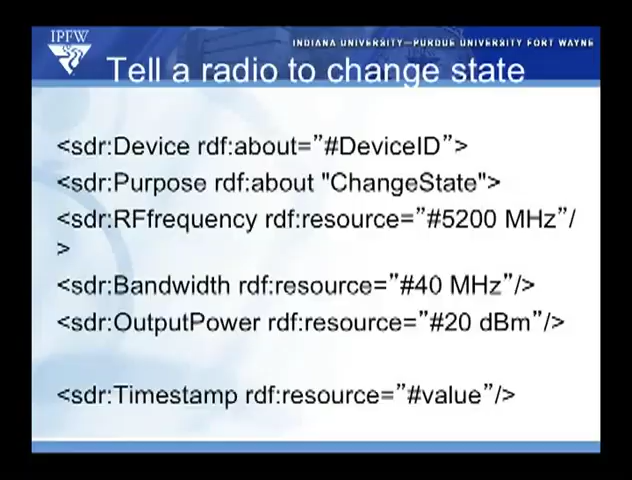 IPFW
INDIANA UNIVERSITY—PURDUE UNIVERSITY FORT WAYNE
Tell a radio to change state
<sdr:Device rdf:about=”#DeviceID”>
<sdr:Purpose rdf:about "ChangeState">
<sdr:RFfrequency rdf:resource=”#5200 MHz”/
>
<sdr:Bandwidth rdf:resource=”#40 MHz”/>
<sdr:OutputPower rdf:resource=”#20 dBm”/>
<sdr:Timestamp rdf:resource=”#value”/>